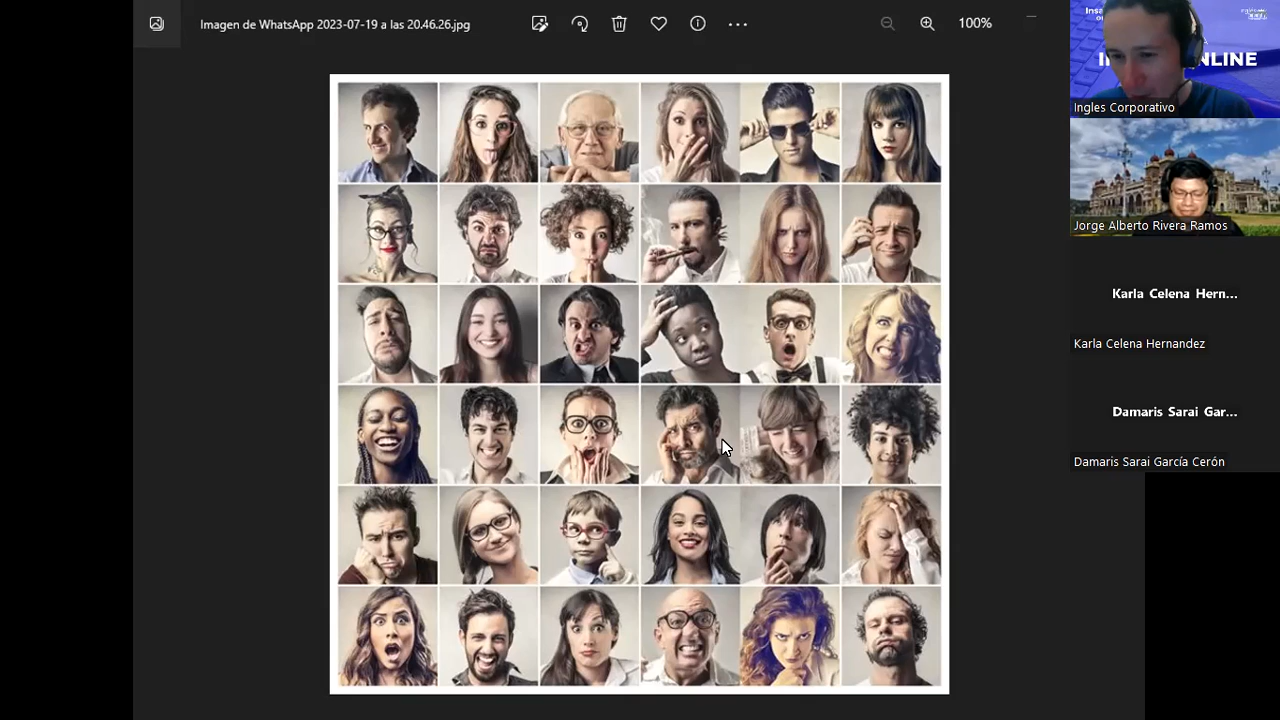 Imagen de WhatsApp 2023-07-19 a las 20.46.26.jpg
100%
NLINE
Ingles Corporativo
Jorge Alberto Rivera Ramos
Karla Celena Hern...
Karla Celena Hernandez
Damaris Sarai Gar...
Damaris Sarai García Cerón